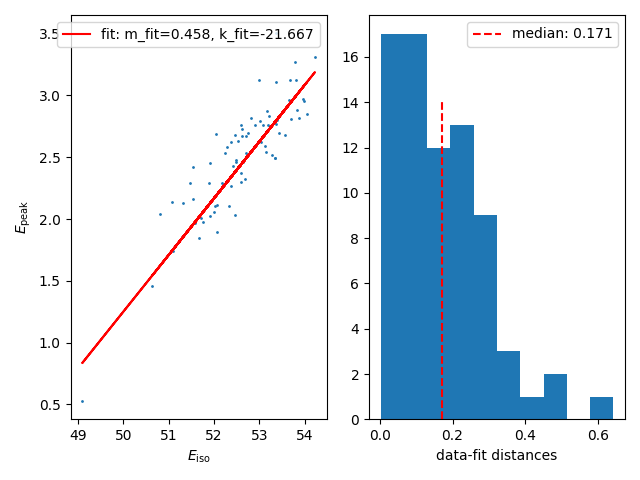 fit: m_fit=0.458, k_fit=-21.667
3.5
3.0
2.5
2.0
1.5
1.0
0.5
E_peak
49 50 51 52 53 54
E_iso
median: 0.171
16
14
12
10
8
6
4
2
0
0.0 0.2 0.4 0.6
data-fit distances